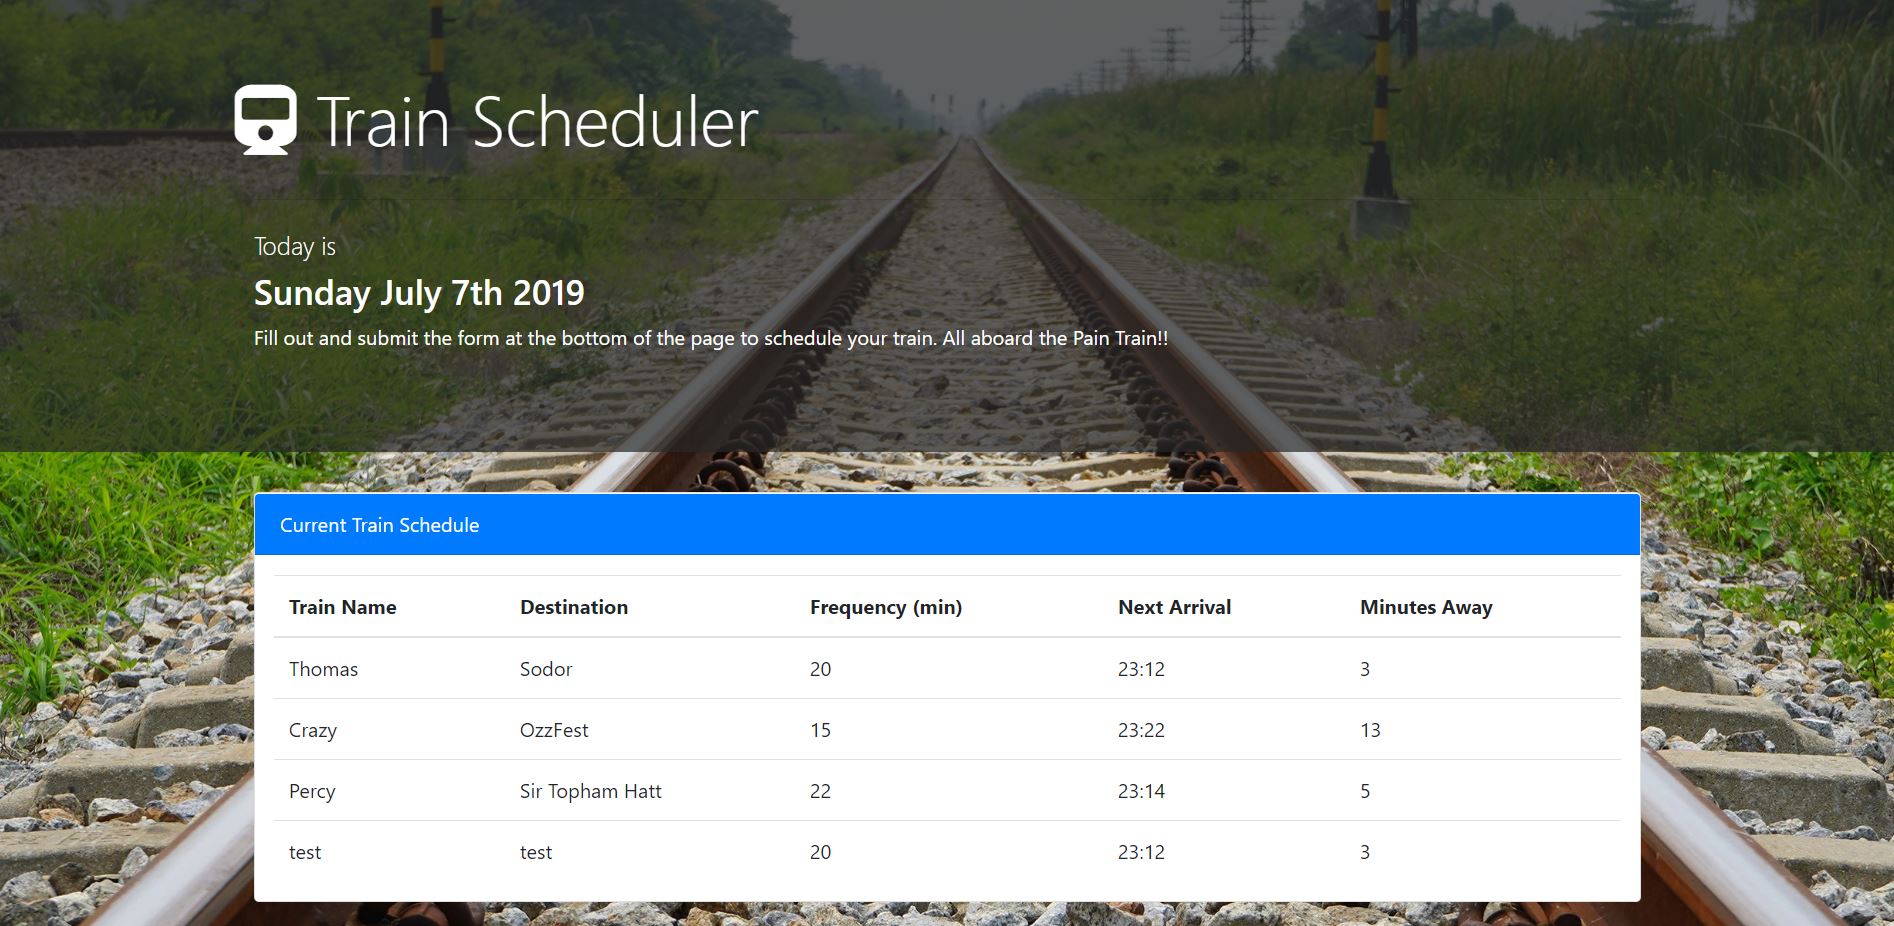 Train Scheduler
Today is
Sunday July 7th 2019
Fill out and submit the form at the bottom of the page to schedule your train. All aboard the Pain Train!!
Current Train Schedule
Train Name Destination Frequency (min) Next Arrival Minutes Away
Thomas Sodor 20 23:12 3
Crazy OzzFest 15 23:22 13
Percy Sir Topham Hatt 22 23:14 5
test test 20 23:12 3